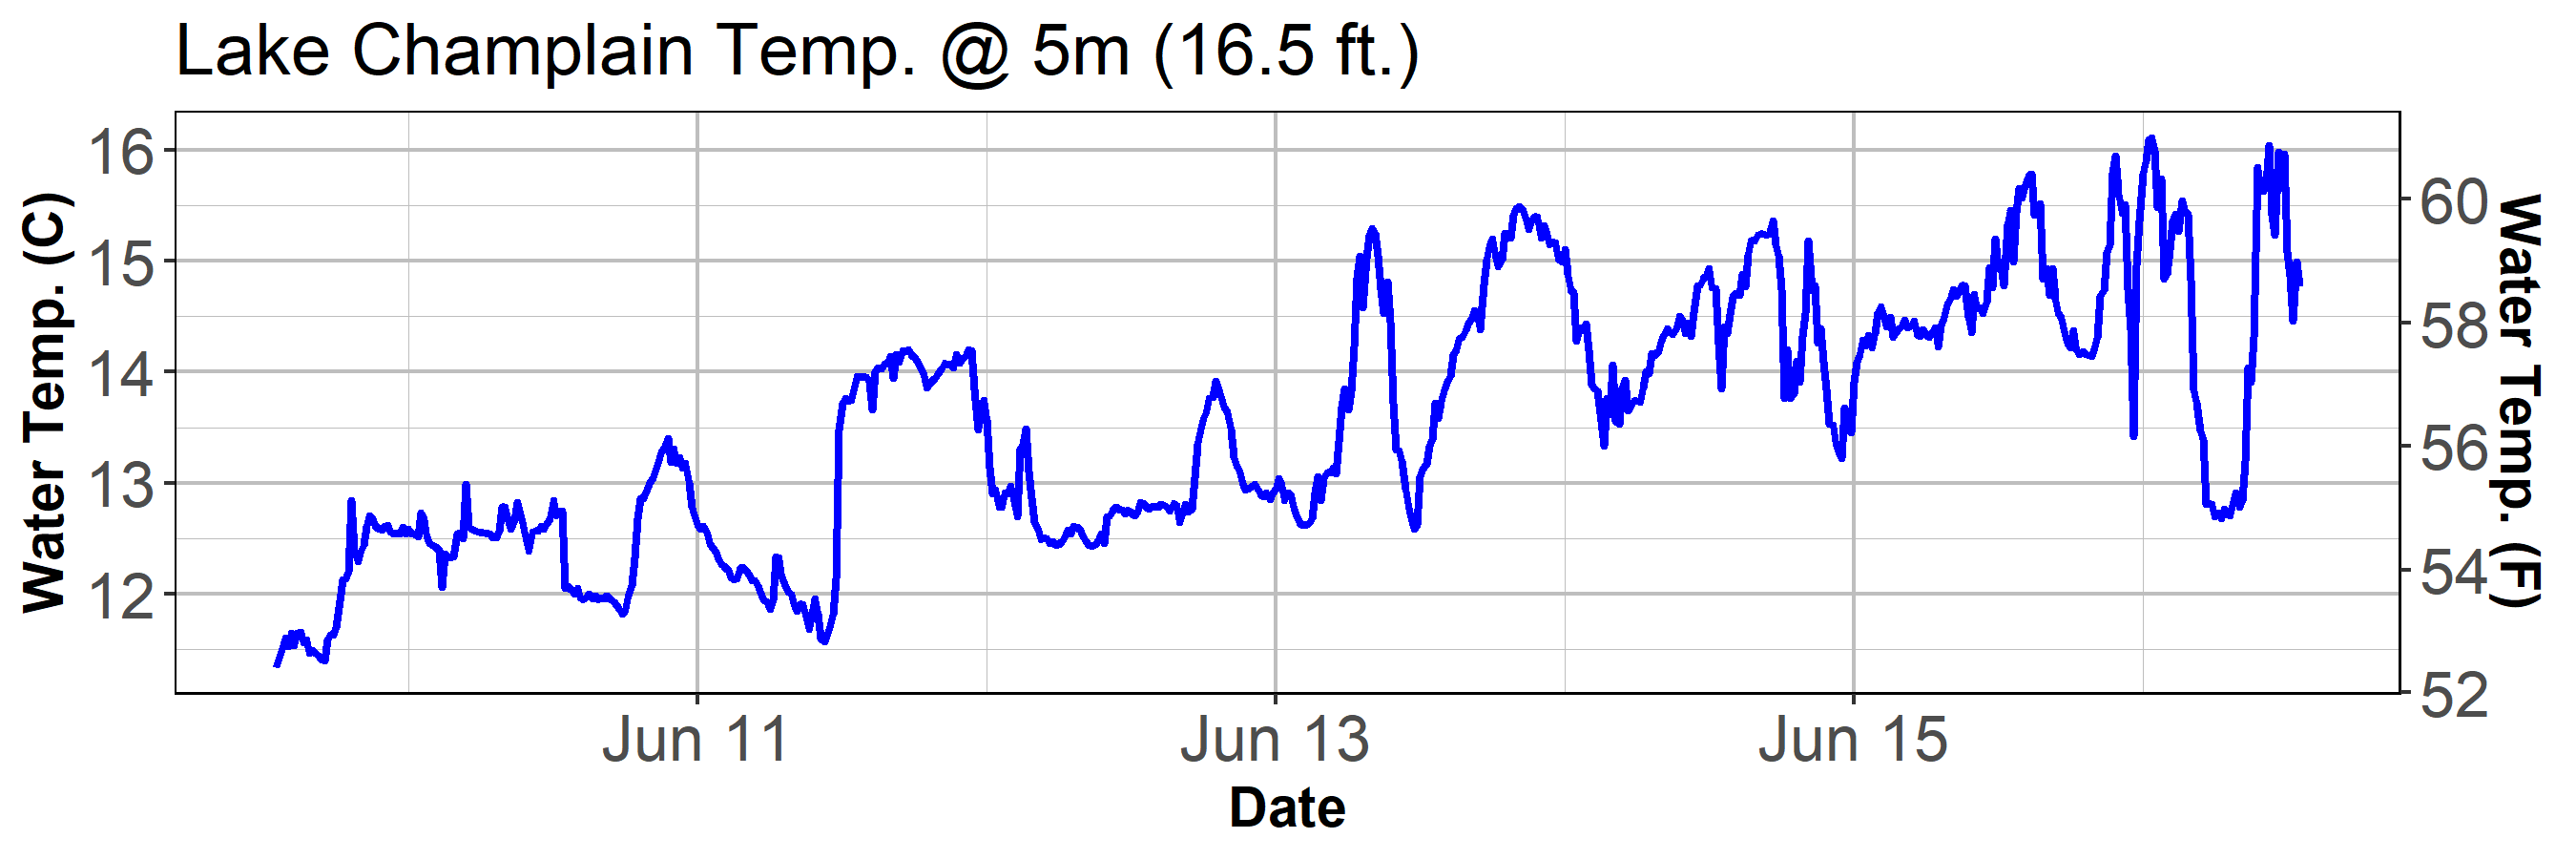 Lake Champlain Temp. @ 5m (16.5 ft.)
Water Temp. (C)
16
15
14
13
12
60
58
56
54
52
Water Temp. (F)
Jun 11
Jun 13
Jun 15
Date